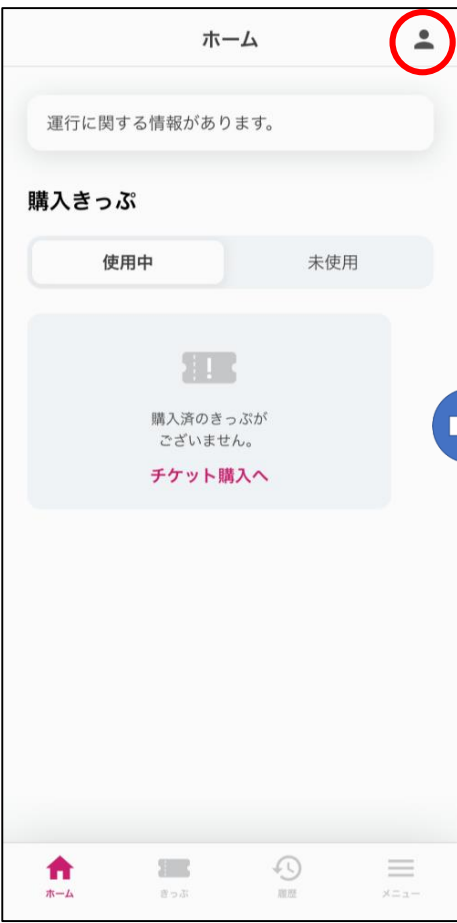 ホーム
運行に関する情報があります。
購入きっぷ
使用中
未使用
購入済のきっぷが
ございません。
チケット購入へ
ホーム
きっぷ
履歴
メニュー